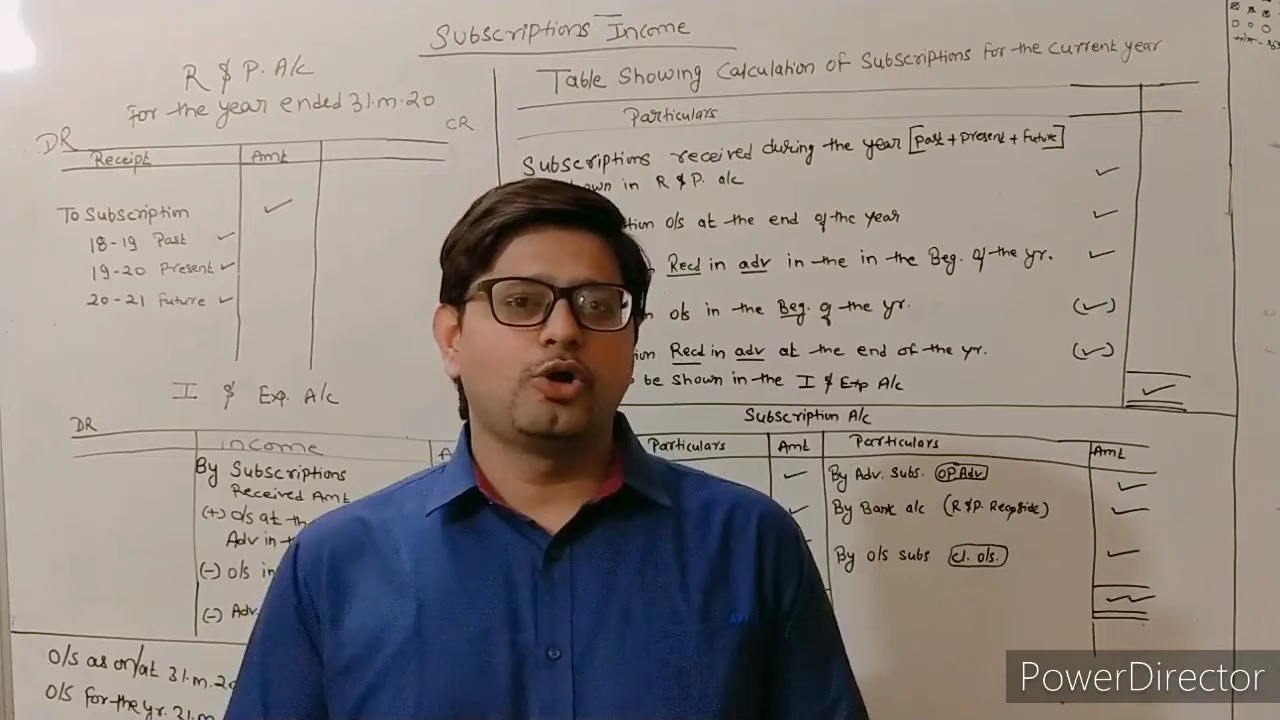 Subscriptions Income
R & P. A/c
For the year ended 31.m.20
DR
CR
Receipt Amt
To Subscription
18-19 Past
19-20 Present
20-21 Future
I & Exp. A/c
DR
income
By Subscriptions
Received Amt
(+) o/s at the
Adv in
(-) o/s in
(-) Adv
O/s as on/at 31.m.20
O/s for the yr. 31.m
Table Showing Calculation of Subscriptions for the current year
Particulars
Subscriptions received during the year [Past + Present + Future]
in R & P. a/c
o/s at the end of the year
Recd in adv in the in the Beg. of the yr.
o/s in the Beg. of the yr.
Recd in adv at the end of the yr.
be shown in the I & Exp A/c
Subscription A/c
Particulars Amt Particulars Amt
By Adv. Subs. OP. Adv
By Bank a/c (R & P. Recp side)
By o/s subs cl. o/s.
PowerDirector